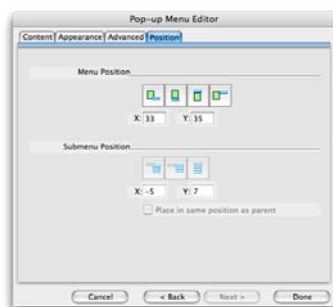 Pop-up Menu Editor
Content Appearance Advanced Position
Menu Position
X: 33 Y: 35
Submenu Position
X: -5 Y: 7
Place in same position as parent
Cancel < Back Next > Done